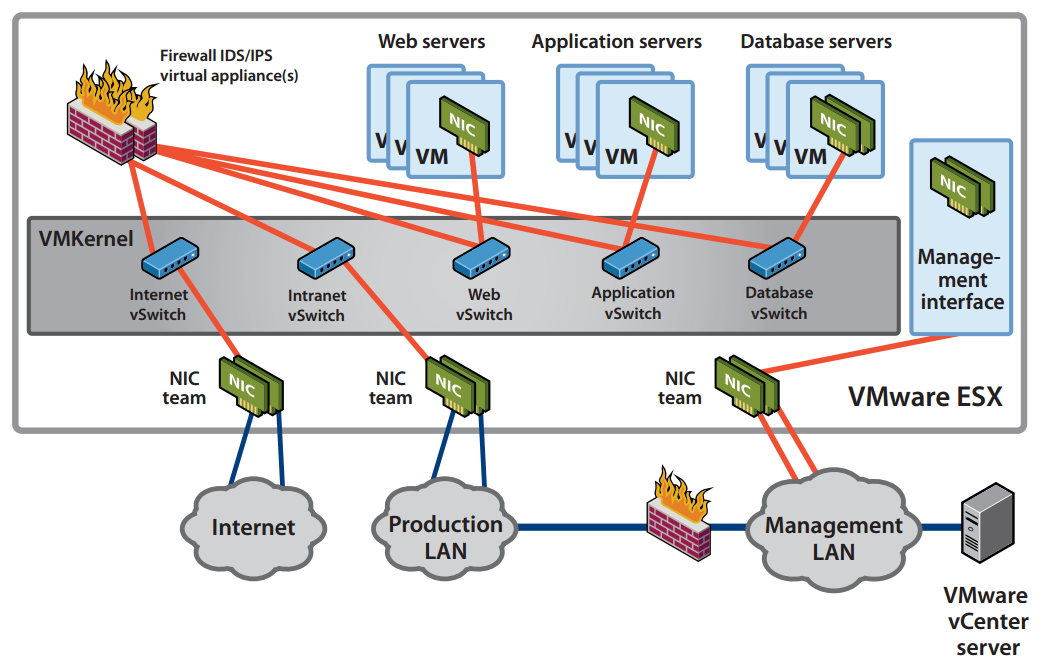 Firewall IDS/IPS
virtual appliance(s)
Web servers
Application servers
Database servers
V
V
VM
NIC
V
V
VM
NIC
V
V
VM
NIC
NIC
Manage-
ment
interface
VMKernel
Internet
vSwitch
Intranet
vSwitch
Web
vSwitch
Application
vSwitch
Database
vSwitch
NIC
team
NIC
NIC
team
NIC
NIC
team
NIC
VMware ESX
Internet
Production
LAN
Management
LAN
VMware
vCenter
server